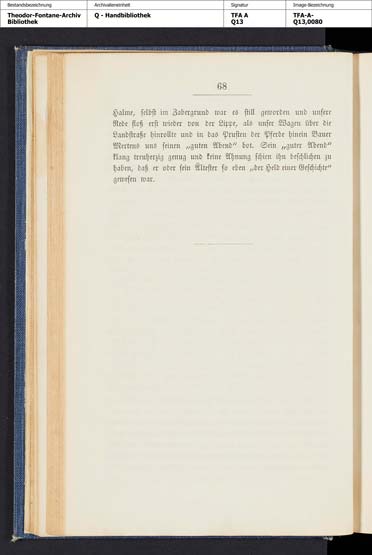 Bestandsbezeichnung Archivalieneinheit Signatur Image-Bezeichnung
Theodor-Fontane-Archiv Q - Handbibliothek TFA A TFA-A-
Bibliothek Q13 Q13,0080
68
Halme, selbst im Zabergrund war es still geworden und unsere
Rede floß erst wieder von der Lippe, als unser Wagen über die
Landstraße hinrollte und in das Prusten der Pferde hinein Bauer
Mertens uns seinen „guten Abend“ bot. Sein „guter Abend“
klang treuherzig genug und keine Ahnung schien ihn beschlichen zu
haben, daß er oder sein Ältester so eben „der Held einer Geschichte“
gewesen war.